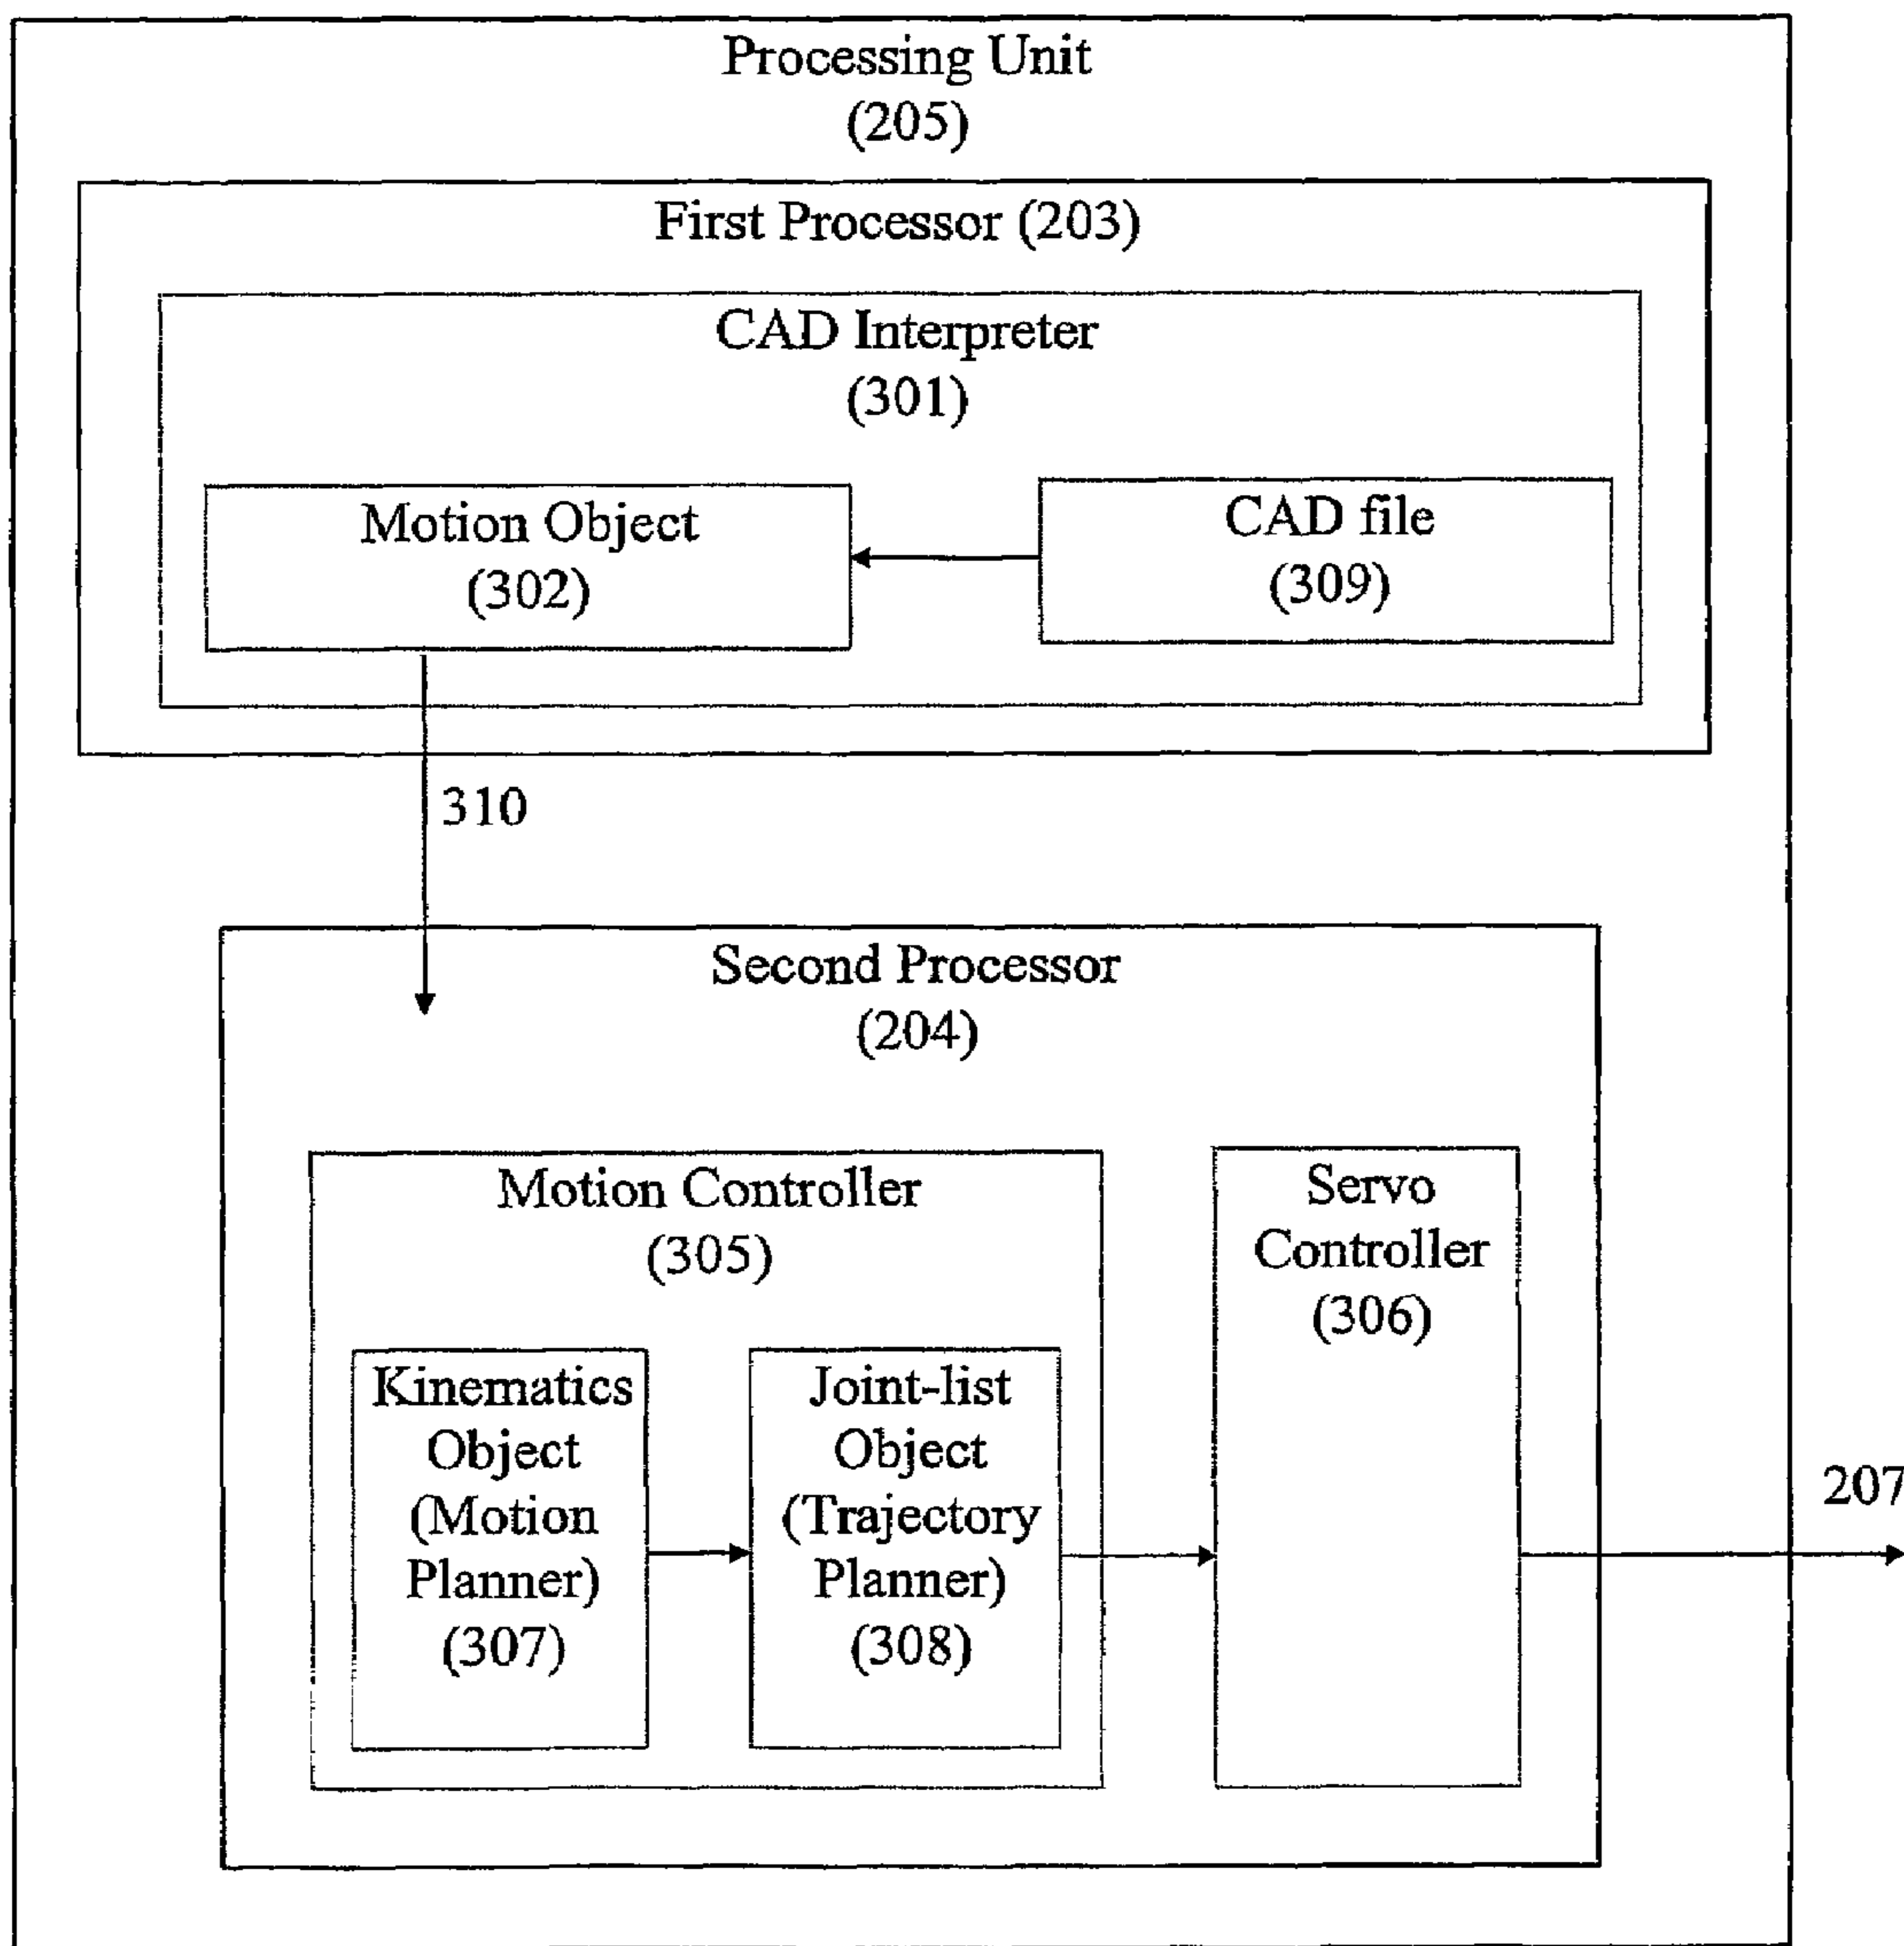 Processing Unit
(205)
First Processor (203)
CAD Interpreter
(301)
Motion Object
(302)
CAD file
(309)
310
Second Processor
(204)
Motion Controller
(305)
Kinematics
Object
(Motion
Planner)
(307)
Joint-list
Object
(Trajectory
Planner)
(308)
Servo
Controller
(306)
207